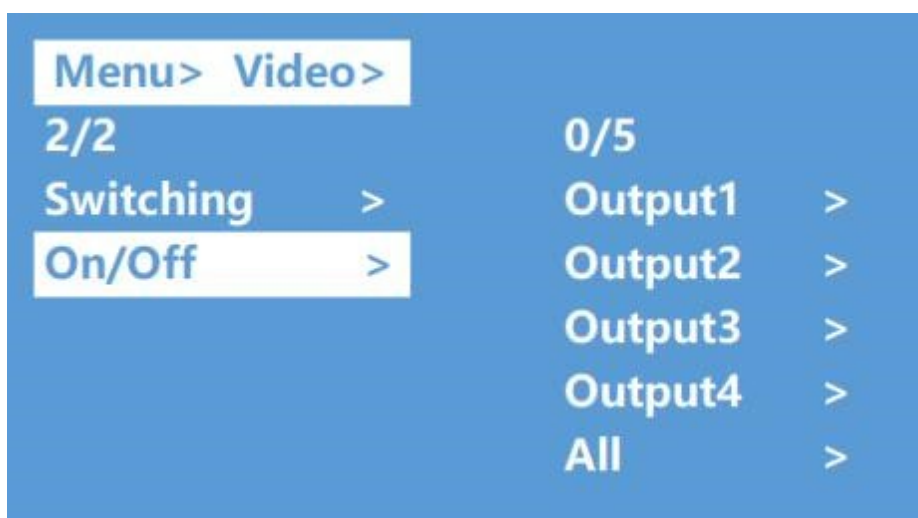 Menu> Video>
2/2 0/5
Switching > Output1 >
On/Off > Output2 >
Output3 >
Output4 >
All >